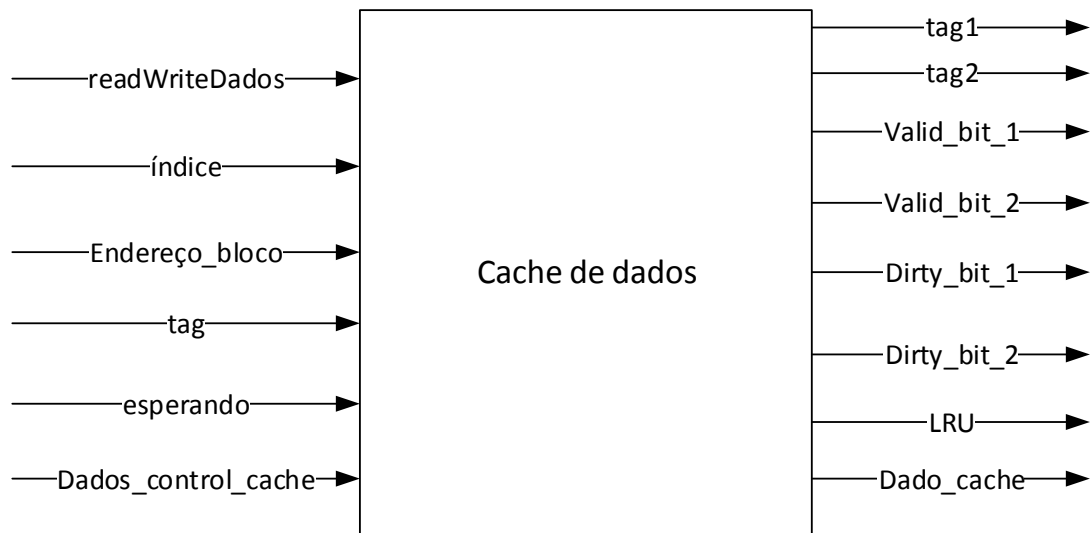 readWriteDados
índice
Endereço_bloco
tag
esperando
Dados_control_cache
Cache de dados
tag1
tag2
Valid_bit_1
Valid_bit_2
Dirty_bit_1
Dirty_bit_2
LRU
Dado_cache